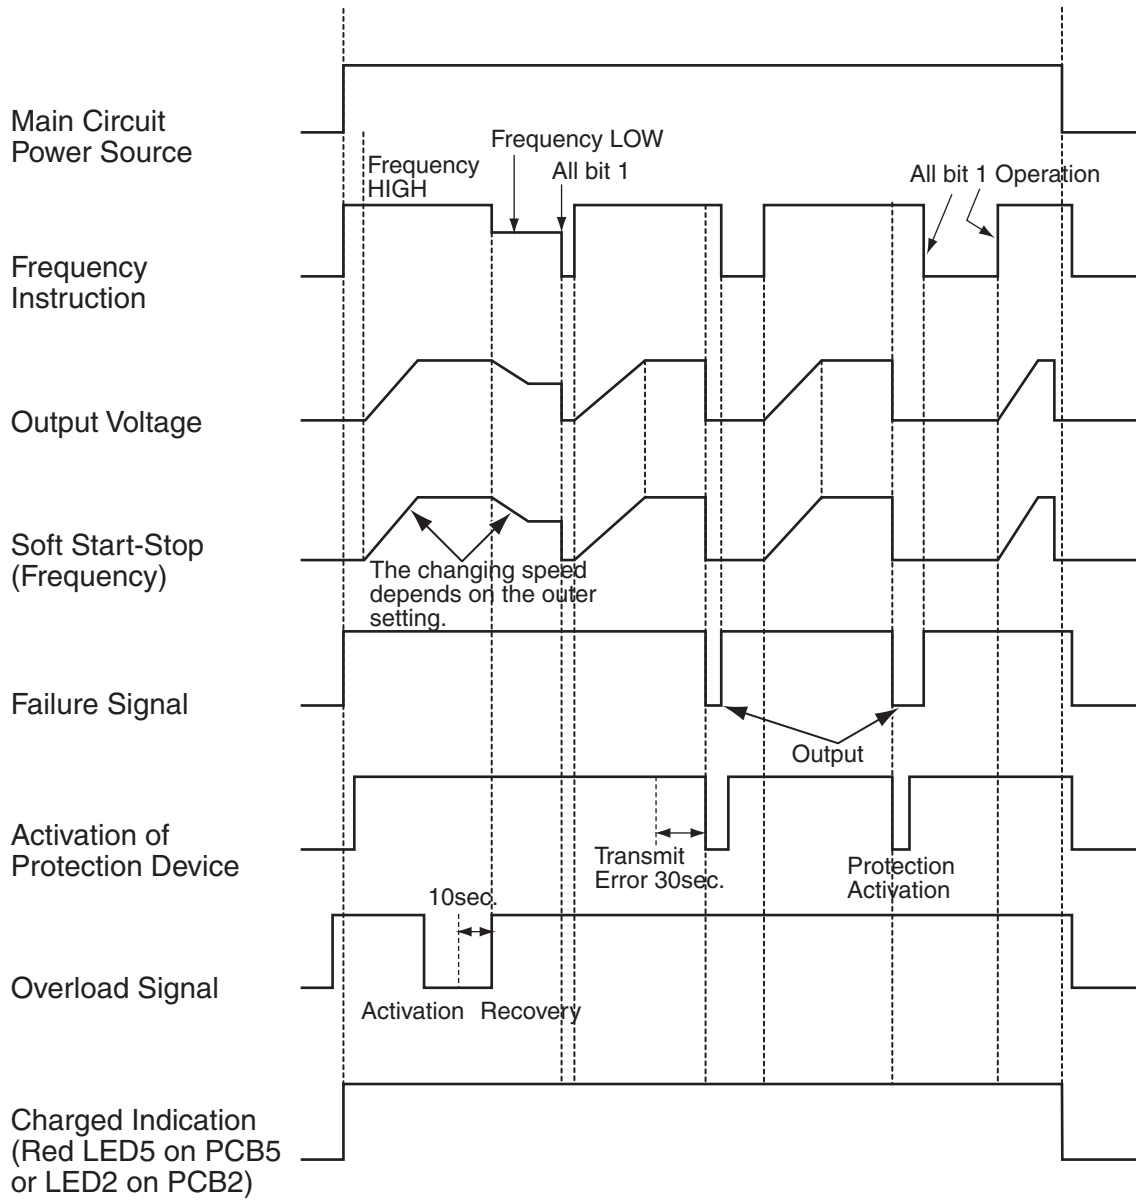 Main Circuit
Power Source
Frequency
HIGH
Frequency LOW
All bit 1
All bit 1 Operation
Frequency
Instruction
Output Voltage
Soft Start-Stop
(Frequency)
The changing speed
depends on the outer
setting.
Failure Signal
Output
Activation of
Protection Device
Transmit
Error 30sec.
Protection
Activation
10sec.
Overload Signal
Activation
Recovery
Charged Indication
(Red LED5 on PCB5
or LED2 on PCB2)